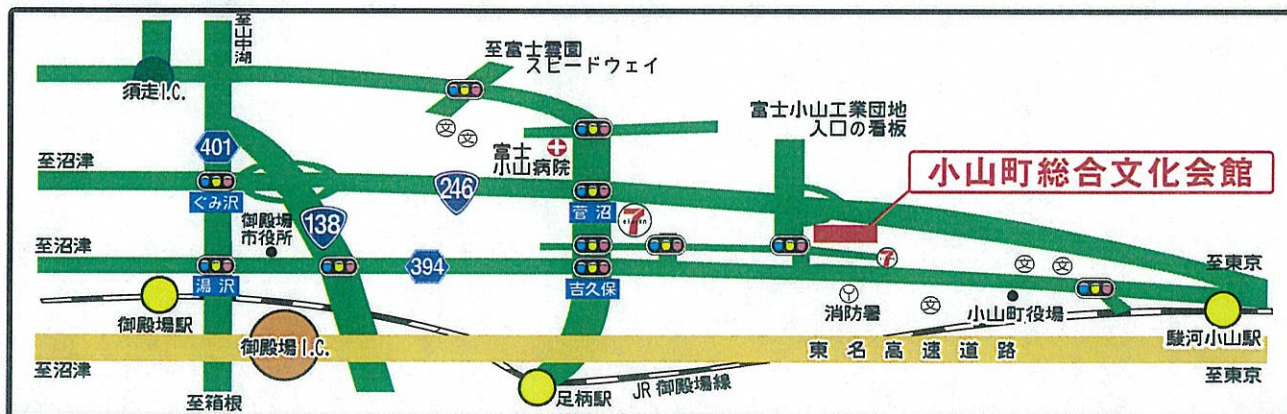 至山中湖
至富士霊園
スピードウェイ
須走I.C.
富士小山工業団地
入口の看板
401
至沼津
富士
小山病院
小山町総合文化会館
ぐみ沢
246
菅沼
7
ELEVEN
138
御殿場
市役所
至沼津
394
7
湯沢
吉久保
至東京
消防署
小山町役場
御殿場駅
駿河小山駅
御殿場I.C.
東名高速道路
至沼津
至東京
足柄駅
JR御殿場線
至箱根
文
文
文
文
文